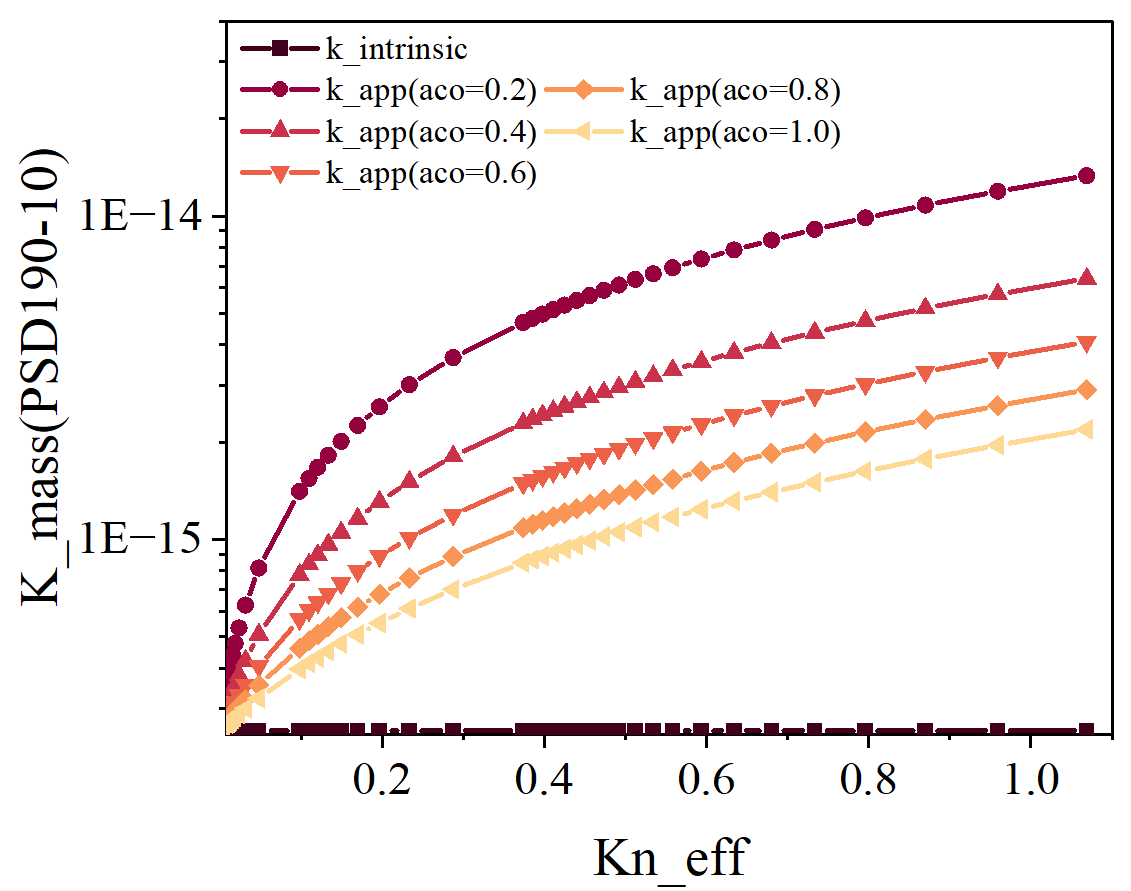 k_intrinsic
k_app(aco=0.2) k_app(aco=0.8)
k_app(aco=0.4) k_app(aco=1.0)
k_app(aco=0.6)
K_mass(PSD190-10)
1E−14
1E−15
0.2 0.4 0.6 0.8 1.0
Kn_eff